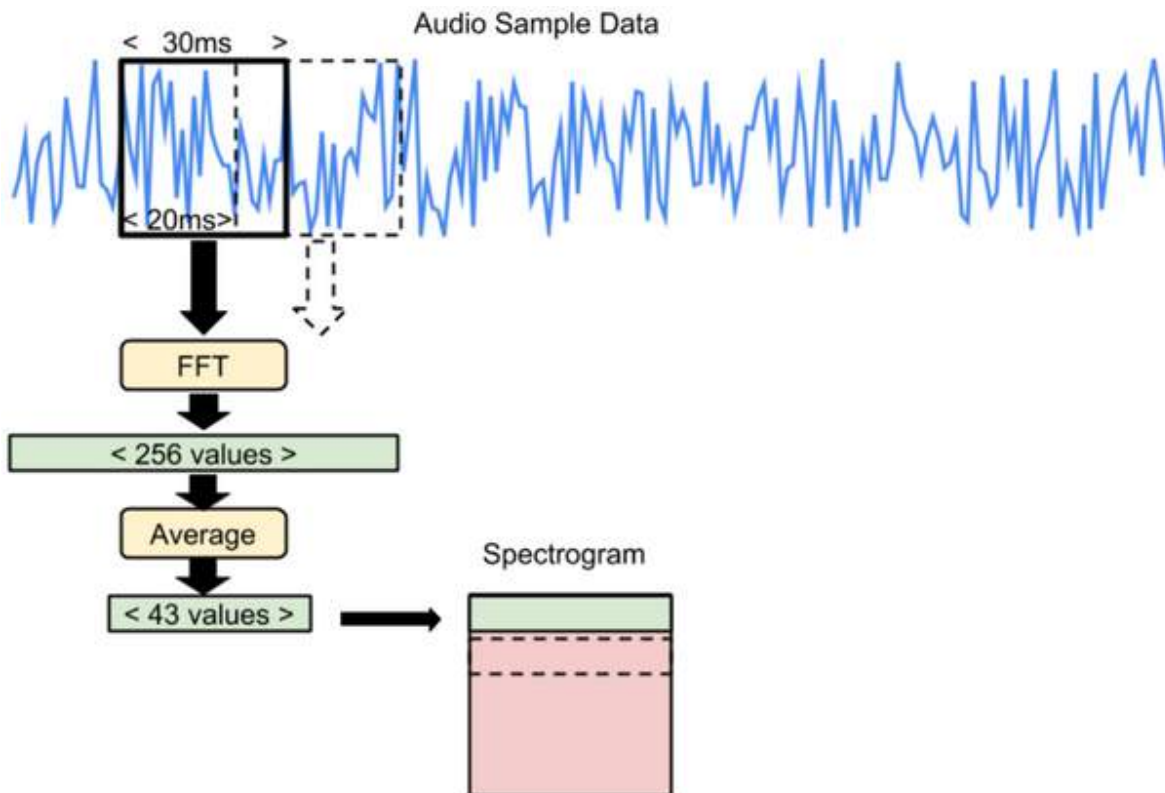 Audio Sample Data
< 30ms >
< 20ms>
FFT
< 256 values >
Average
Spectrogram
< 43 values >